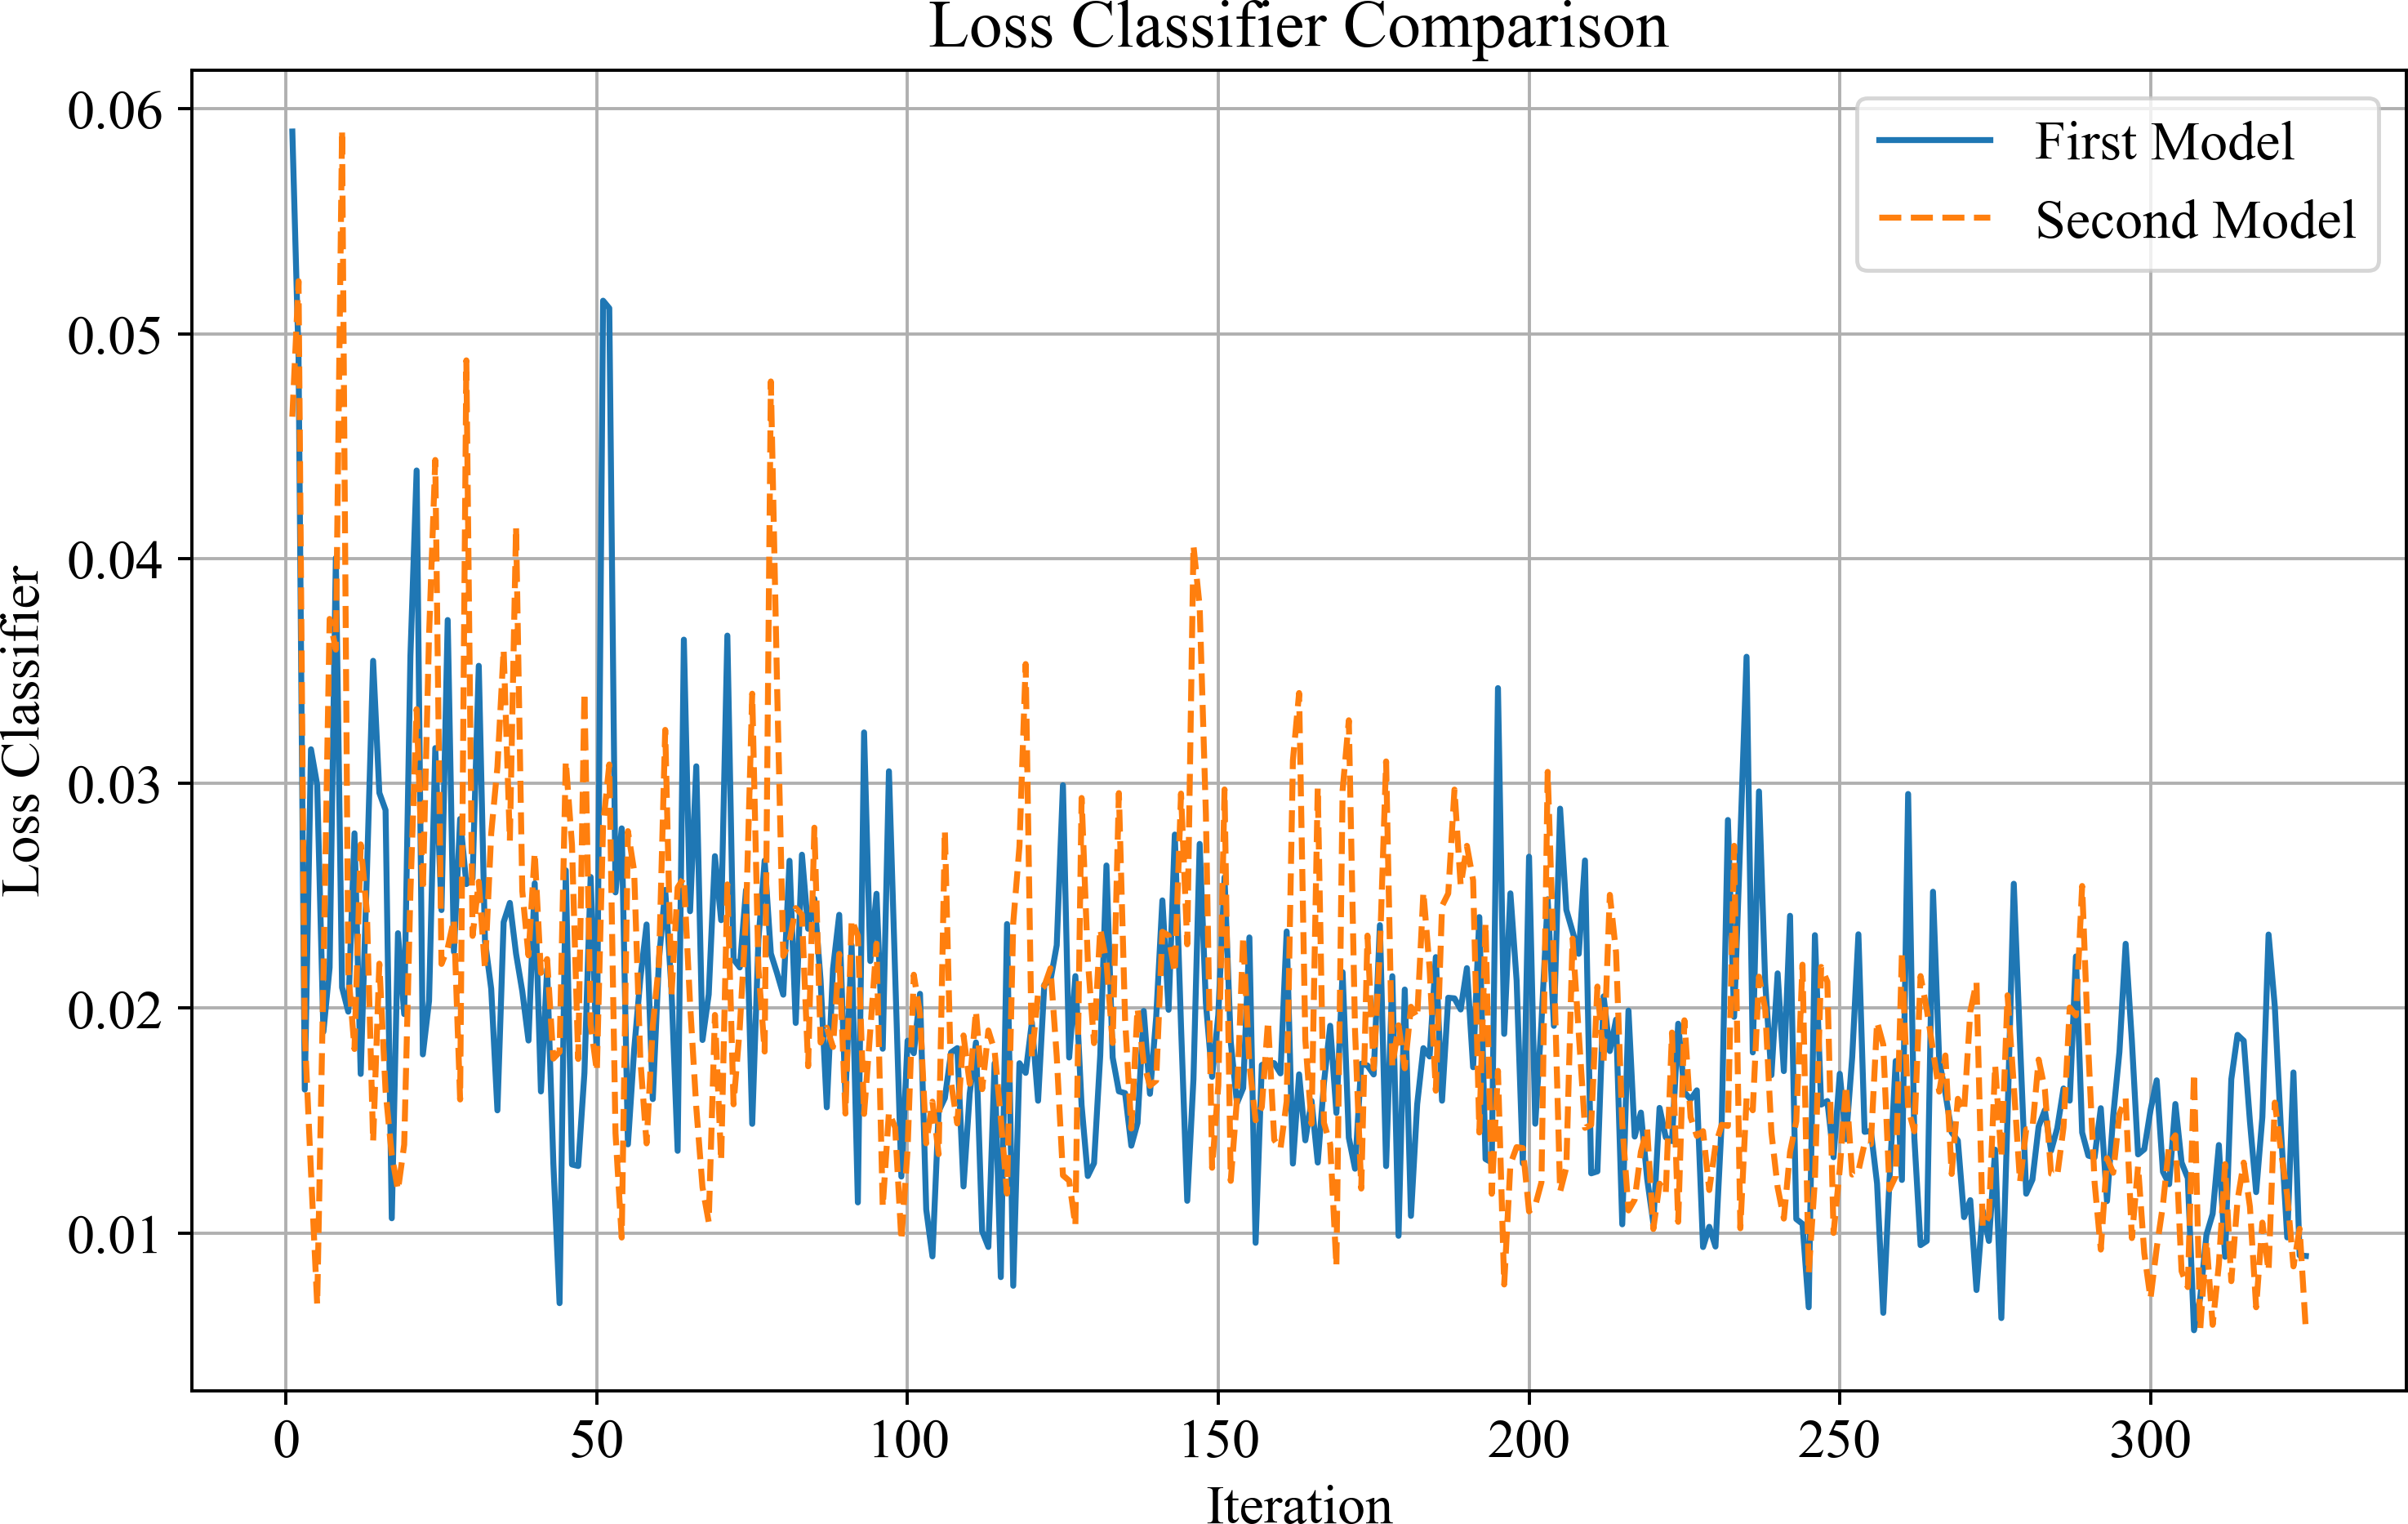 Loss Classifier Comparison
First Model
Second Model
Loss Classifier
0.06
0.05
0.04
0.03
0.02
0.01
0 50 100 150 200 250 300
Iteration